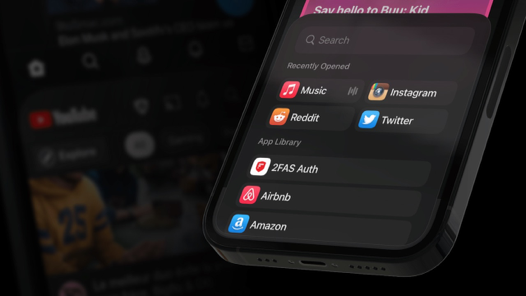 Say hello to Buu: Kid
Search
Recently Opened
Music
Instagram
Reddit
Twitter
App Library
2FAS Auth
Airbnb
Amazon
YouTube
Explore